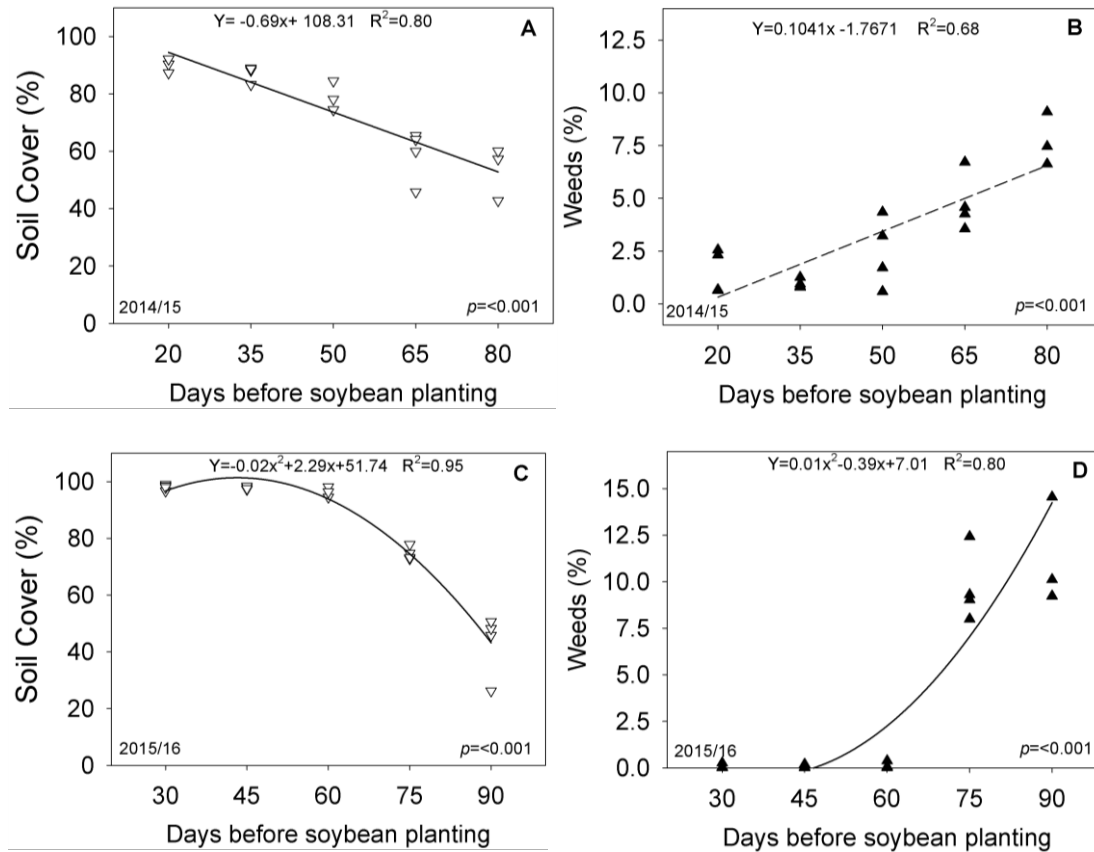 Y= -0.69x+ 108.31 R²=0.80
A
Soil Cover (%)
100
80
60
40
20
0
2014/15
p=<0.001
20 35 50 65 80
Days before soybean planting
Y=0.1041x -1.7671 R²=0.68
B
Weeds (%)
12.5
10.0
7.5
5.0
2.5
0.0
2014/15
p=<0.001
20 35 50 65 80
Days before soybean planting
Y=-0.02x²+2.29x+51.74 R²=0.95
C
Soil Cover (%)
100
80
60
40
20
0
2015/16
p=<0.001
30 45 60 75 90
Days before soybean planting
Y=0.01x²-0.39x+7.01 R²=0.80
D
Weeds (%)
15.0
12.5
10.0
7.5
5.0
2.5
0.0
2015/16
p=<0.001
30 45 60 75 90
Days before soybean planting